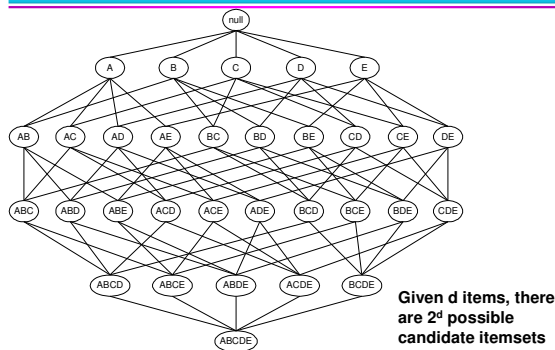 null
A B C D E
AB AC AD AE BC BD BE CD CE DE
ABC ABD ABE ACD ACE ADE BCD BCE BDE CDE
ABCD ABCE ABDE ACDE BCDE
ABCDE
Given d items, there
are 2ᵈ possible
candidate itemsets